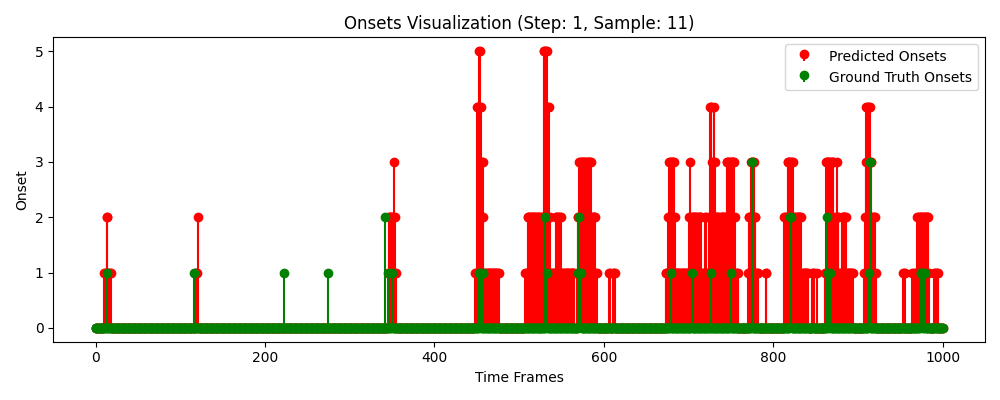 Onsets Visualization (Step: 1, Sample: 11)
Predicted Onsets
Ground Truth Onsets
Onset
5
4
3
2
1
0
0 200 400 600 800 1000
Time Frames